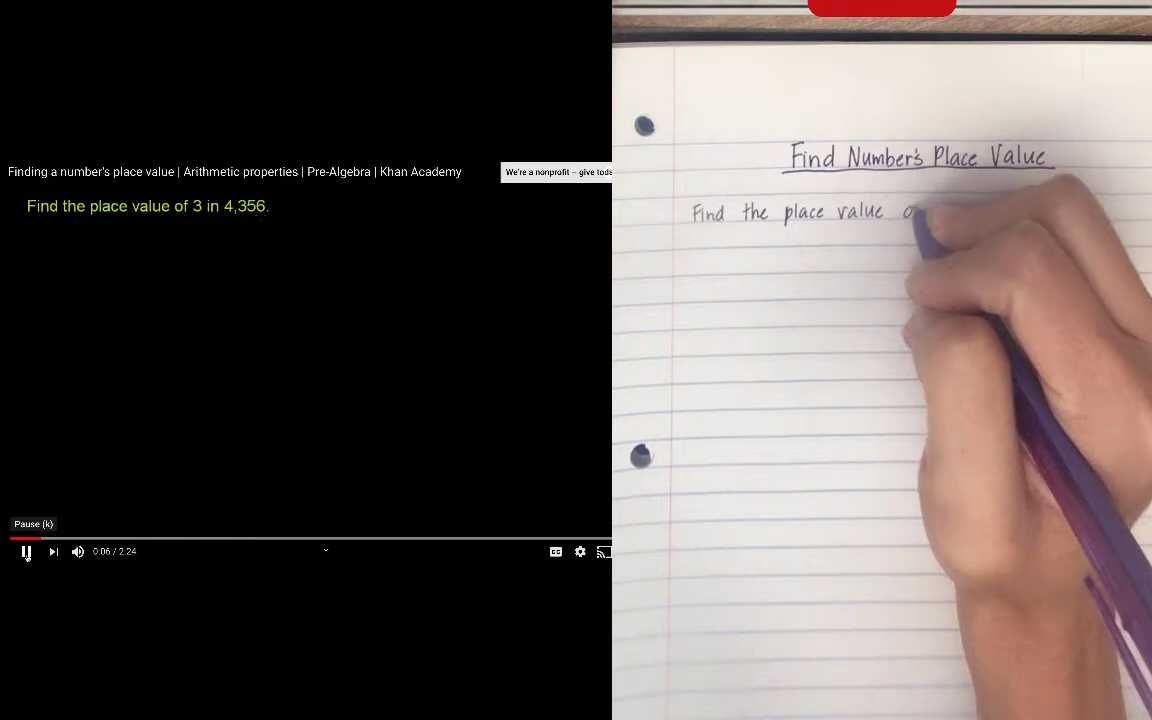 Finding a number's place value | Arithmetic properties | Pre-Algebra | Khan Academy
We're a nonprofit – give toda
Find the place value of 3 in 4,356.
Pause (k)
0:06 / 2:24
CC
Find Number's Place Value
Find the place value o